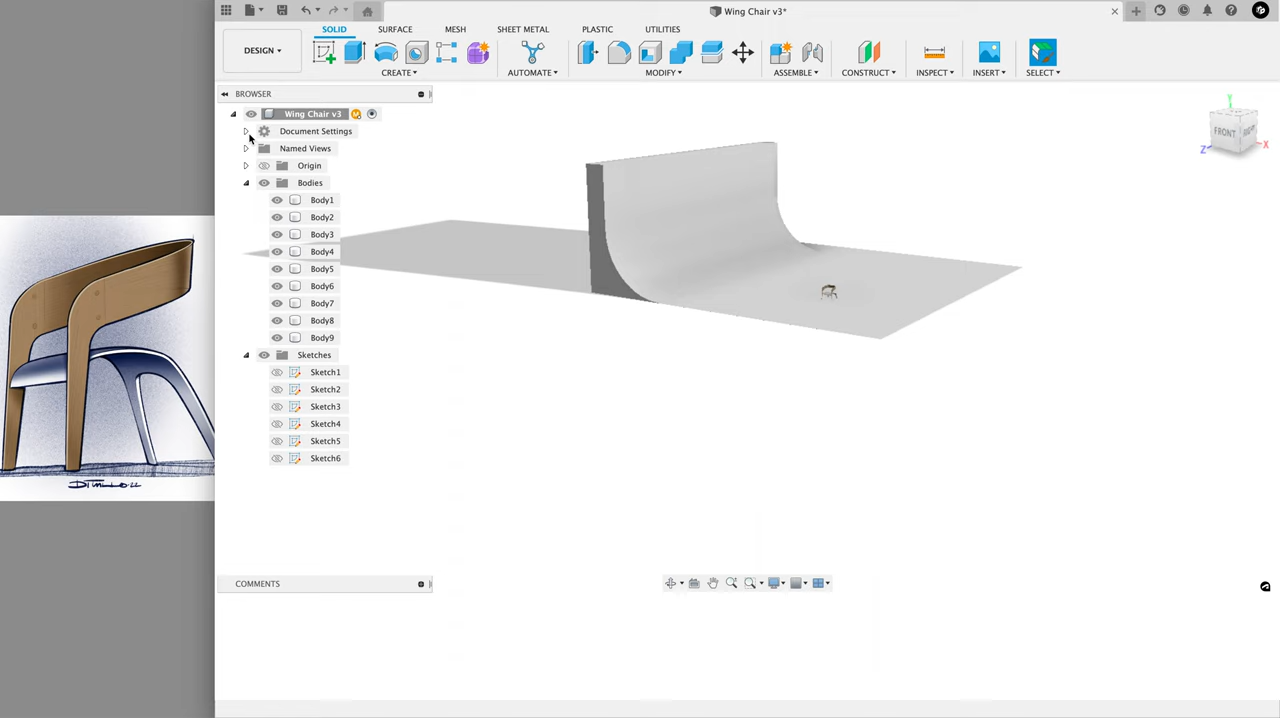 Wing Chair v3*
SOLID SURFACE MESH SHEET METAL PLASTIC UTILITIES
DESIGN ▾
CREATE ▾ AUTOMATE ▾ MODIFY ▾ ASSEMBLE ▾ CONSTRUCT ▾ INSPECT ▾ INSERT ▾ SELECT ▾
BROWSER
Wing Chair v3
Document Settings
Named Views
Origin
Bodies
Body1
Body2
Body3
Body4
Body5
Body6
Body7
Body8
Body9
Sketches
Sketch1
Sketch2
Sketch3
Sketch4
Sketch5
Sketch6
COMMENTS
Y
FRONT RIGHT
X
Z